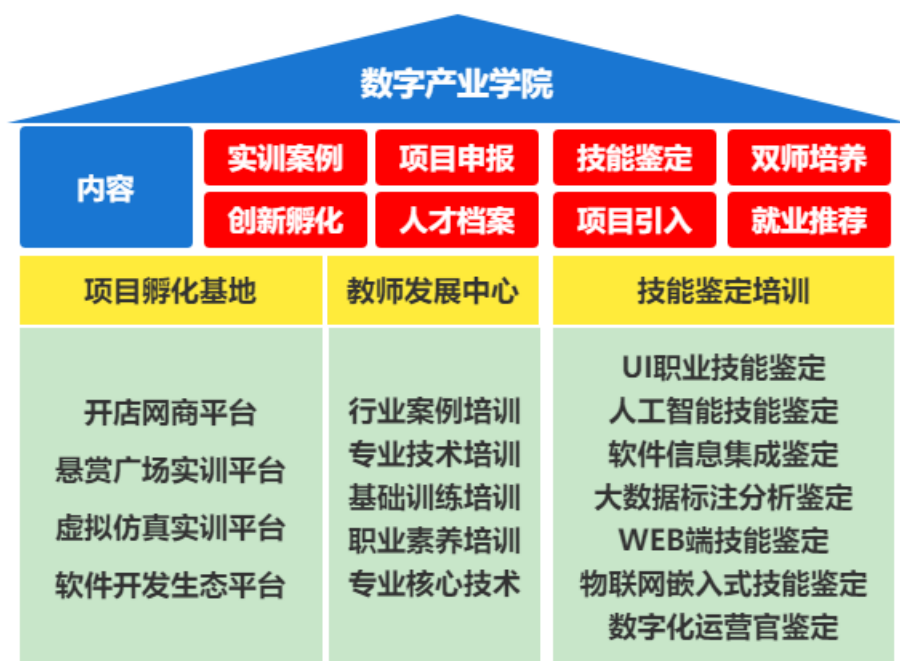 数字产业学院
内容
实训案例 项目申报 技能鉴定 双师培养
创新孵化 人才档案 项目引入 就业推荐
项目孵化基地
开店网商平台
悬赏广场实训平台
虚拟仿真实训平台
软件开发生态平台
教师发展中心
行业案例培训
专业技术培训
基础训练培训
职业素养培训
专业核心技术
技能鉴定培训
UI职业技能鉴定
人工智能技能鉴定
软件信息集成鉴定
大数据标注分析鉴定
WEB端技能鉴定
物联网嵌入式技能鉴定
数字化运营官鉴定